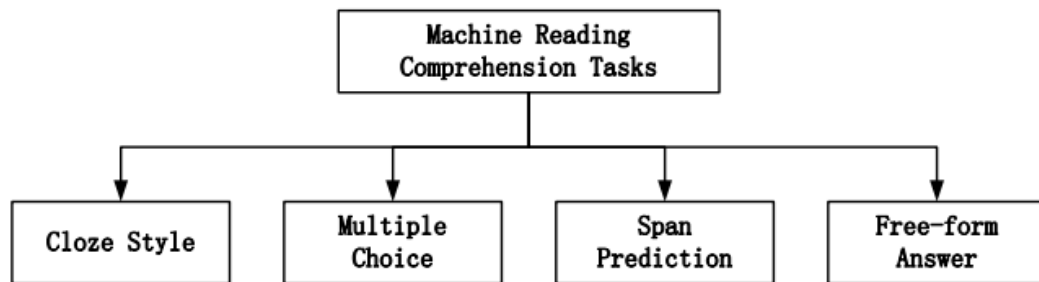 Machine Reading
Comprehension Tasks
Cloze Style
Multiple
Choice
Span
Prediction
Free-form
Answer